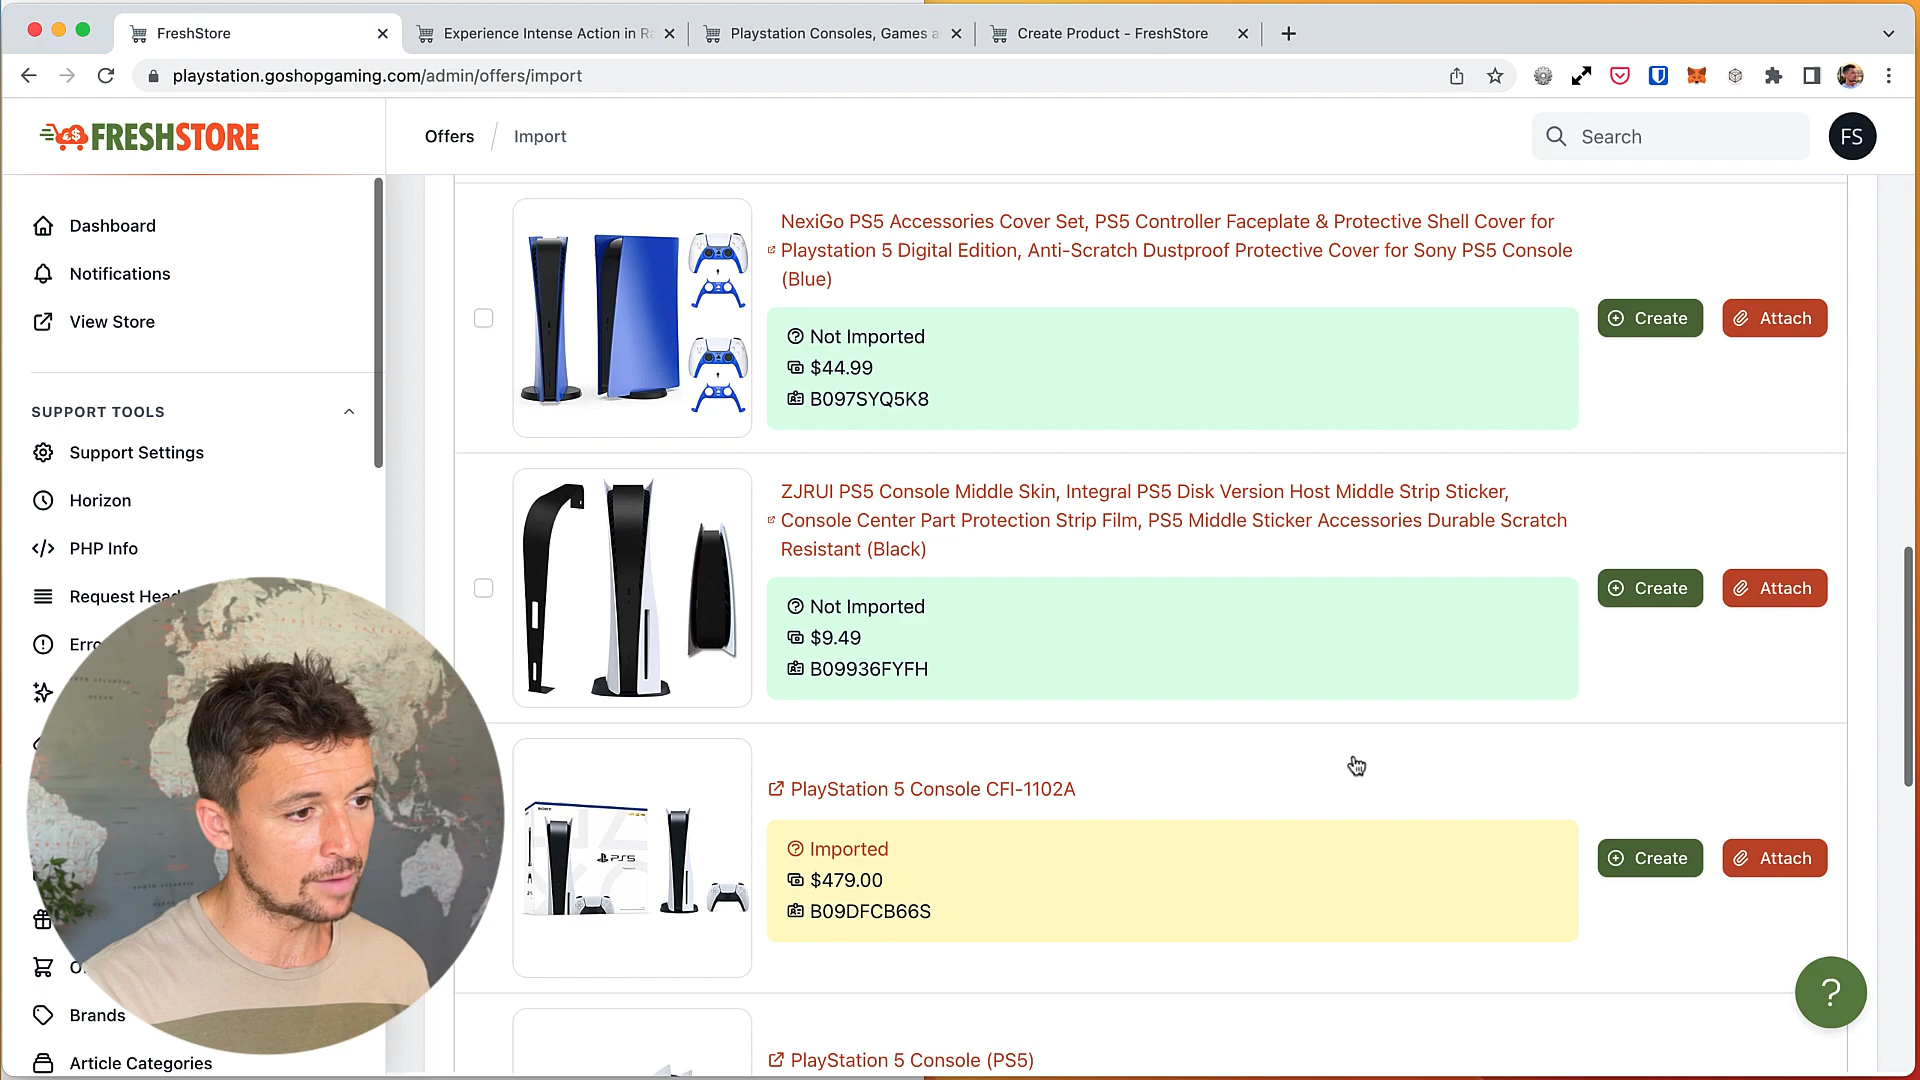 FreshStore
Experience Intense Action in Ra
Playstation Consoles, Games a
Create Product - FreshStore
playstation.goshopgaming.com/admin/offers/import
FRESHSTORE
Offers / Import
Search
FS
Dashboard
Notifications
View Store
SUPPORT TOOLS
Support Settings
Horizon
PHP Info
Request Head
Erro
Brands
Article Categories
NexiGo PS5 Accessories Cover Set, PS5 Controller Faceplate & Protective Shell Cover for
Playstation 5 Digital Edition, Anti-Scratch Dustproof Protective Cover for Sony PS5 Console
(Blue)
Not Imported
$44.99
B097SYQ5K8
Create
Attach
ZJRUI PS5 Console Middle Skin, Integral PS5 Disk Version Host Middle Strip Sticker,
Console Center Part Protection Strip Film, PS5 Middle Sticker Accessories Durable Scratch
Resistant (Black)
Not Imported
$9.49
B09936FYFH
Create
Attach
SONY
PS5
PlayStation 5 Console CFI-1102A
Imported
$479.00
B09DFCB66S
Create
Attach
PlayStation 5 Console (PS5)
?